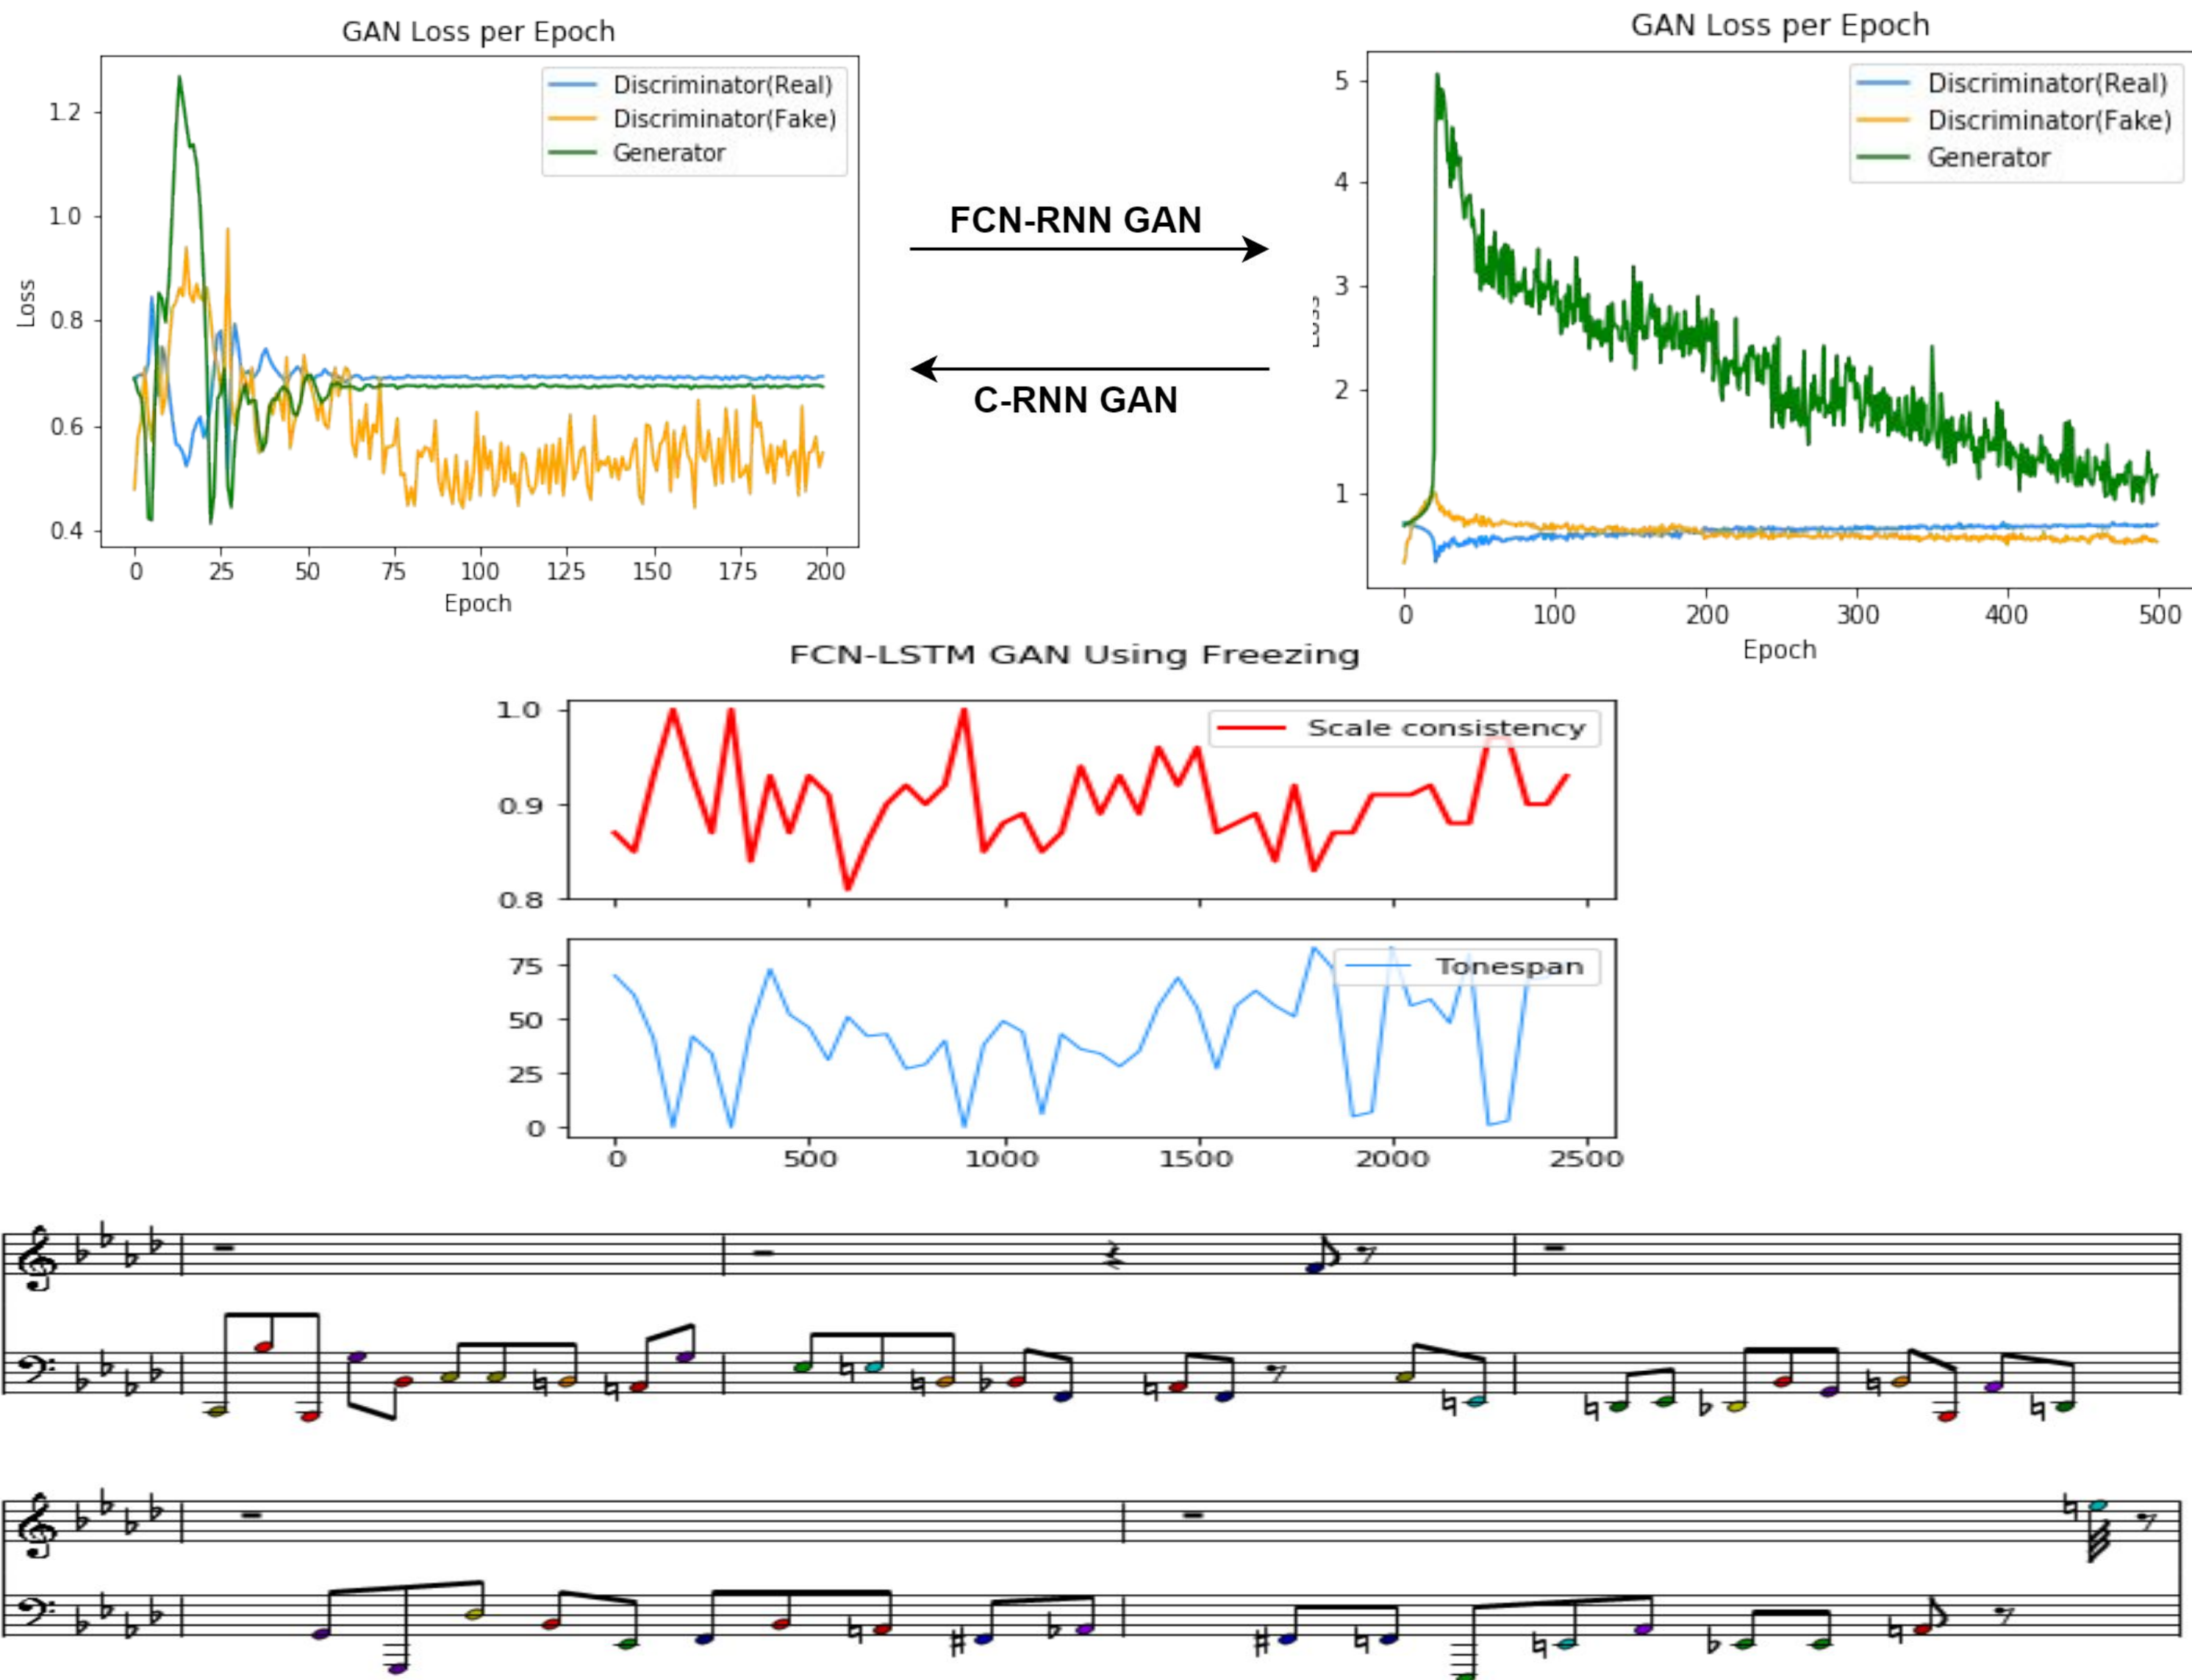 GAN Loss per Epoch
Discriminator(Real)
Discriminator(Fake)
Generator
1.2
1.0
0.8
0.6
0.4
Loss
0 25 50 75 100 125 150 175 200
Epoch
FCN-RNN GAN
C-RNN GAN
GAN Loss per Epoch
Discriminator(Real)
Discriminator(Fake)
Generator
5
4
3
2
1
0 100 200 300 400 500
Epoch
FCN-LSTM GAN Using Freezing
1.0
0.9
0.8
Scale consistency
75
50
25
0
Tonespan
0 500 1000 1500 2000 2500